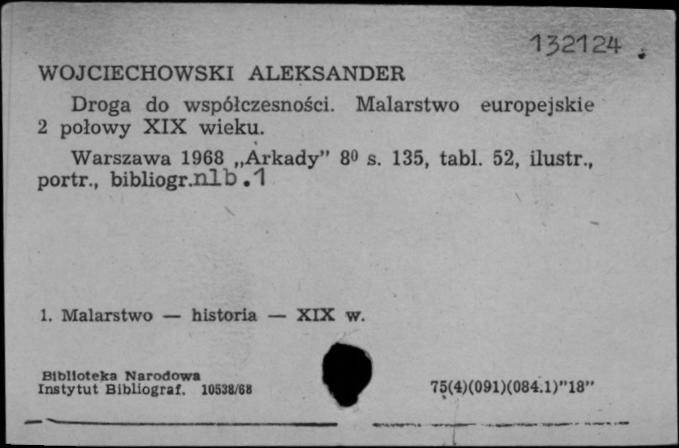 132124
WOJCIECHOWSKI ALEKSANDER
Droga do współczesności. Malarstwo europejskie
2 połowy XIX wieku.
Warszawa 1968 „Arkady” 8⁰ s. 135, tabl. 52, ilustr.,
portr., bibliogr.nlb.1
1. Malarstwo — historia — XIX w.
Biblioteka Narodowa
Instytut Bibliograf. 10538/68
75(4)(091)(084.1)”18”